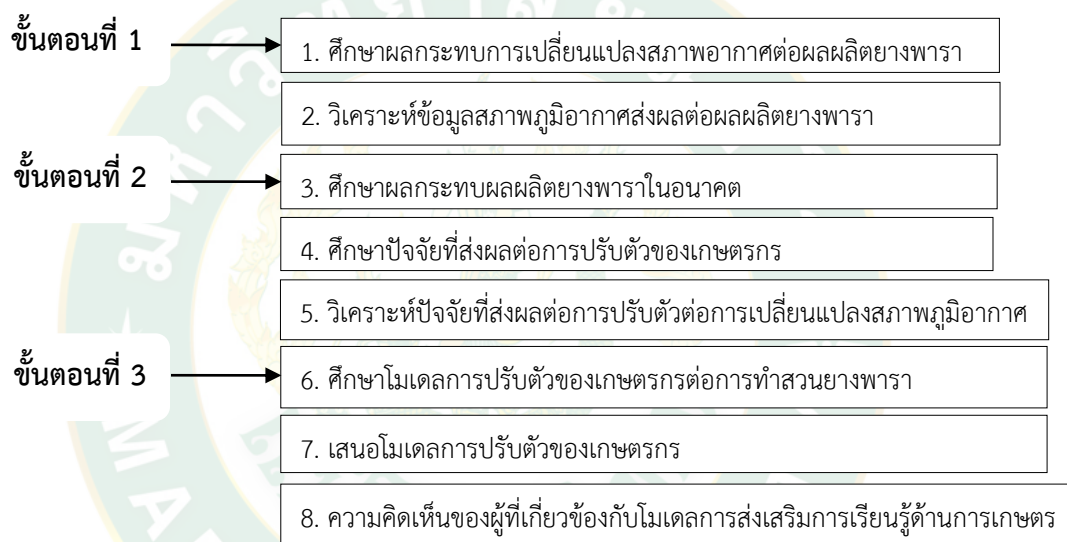 ขั้นตอนที่ 1
1. ศึกษาผลกระทบการเปลี่ยนแปลงสภาพอากาศต่อผลผลิตยางพารา
2. วิเคราะห์ข้อมูลสภาพภูมิอากาศส่งผลต่อผลผลิตยางพารา
ขั้นตอนที่ 2
3. ศึกษาผลกระทบผลผลิตยางพาราในอนาคต
4. ศึกษาปัจจัยที่ส่งผลต่อการปรับตัวของเกษตรกร
5. วิเคราะห์ปัจจัยที่ส่งผลต่อการปรับตัวต่อการเปลี่ยนแปลงสภาพภูมิอากาศ
ขั้นตอนที่ 3
6. ศึกษาโมเดลการปรับตัวของเกษตรกรต่อการทำสวนยางพารา
7. เสนอโมเดลการปรับตัวของเกษตรกร
8. ความคิดเห็นของผู้ที่เกี่ยวข้องกับโมเดลการส่งเสริมการเรียนรู้ด้านการเกษตร